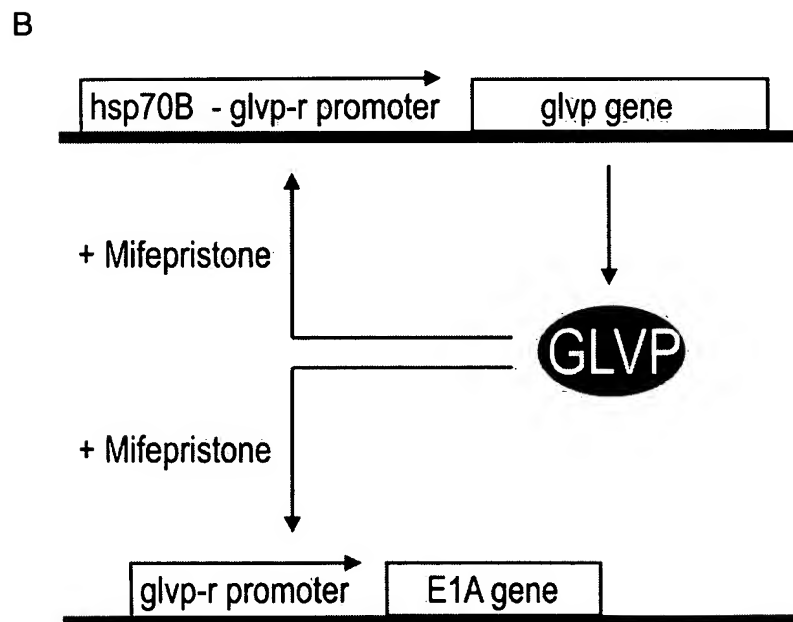 B
hsp70B - glvp-r promoter
glvp gene
+ Mifepristone
GLVP
+ Mifepristone
glvp-r promoter
E1A gene